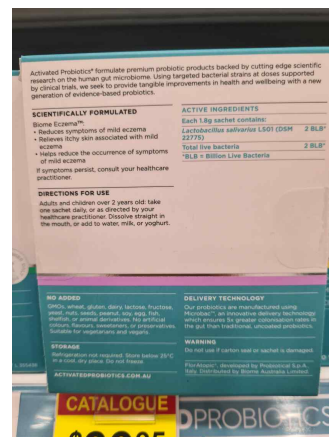 Activated Probiotics® formulate premium probiotic products backed by cutting edge scientific
research on the human gut microbiome. Using targeted bacterial strains at doses supported
by clinical trials, we seek to provide tangible improvements in health and wellbeing with a new
generation of evidence-based probiotics.
SCIENTIFICALLY FORMULATED
Biome Eczema™:
• Reduces symptoms of mild eczema
• Relieves itchy skin associated with mild
eczema
• Helps reduce the occurrence of symptoms
of mild eczema
If symptoms persist, consult your healthcare
practitioner.
DIRECTIONS FOR USE
Adults and children over 2 years old: take
one sachet daily, or as directed by your
healthcare practitioner. Dissolve straight in
the mouth, or add to water, milk, or yoghurt.
ACTIVE INGREDIENTS
Each 1.8g sachet contains:
Lactobacillus salivarius LS01 (DSM 2 BLB*
22775)
Total live bacteria 2 BLB*
*BLB = Billion Live Bacteria
NO ADDED
GMOs, wheat, gluten, dairy, lactose, fructose,
yeast, nuts, seeds, peanut, soy, egg, fish,
shellfish, or animal derivatives. No artificial
colours, flavours, sweeteners, or preservatives.
Suitable for vegetarians and vegans.
STORAGE
Refrigeration not required. Store below 25°C
in a cool, dry place. Do not freeze.
ACTIVATEDPROBIOTICS.COM.AU
DELIVERY TECHNOLOGY
Our probiotics are manufactured using
Microbac™, an innovative delivery technology
which ensures 5x greater colonisation rates in
the gut than traditional, uncoated probiotics.
WARNING
Do not use if carton seal or sachet is damaged.
developed by Probiotical S.p.A.
Italy. Distributed by Biomix Australia Limited.
CATALOGUE
DPROBIOTICS